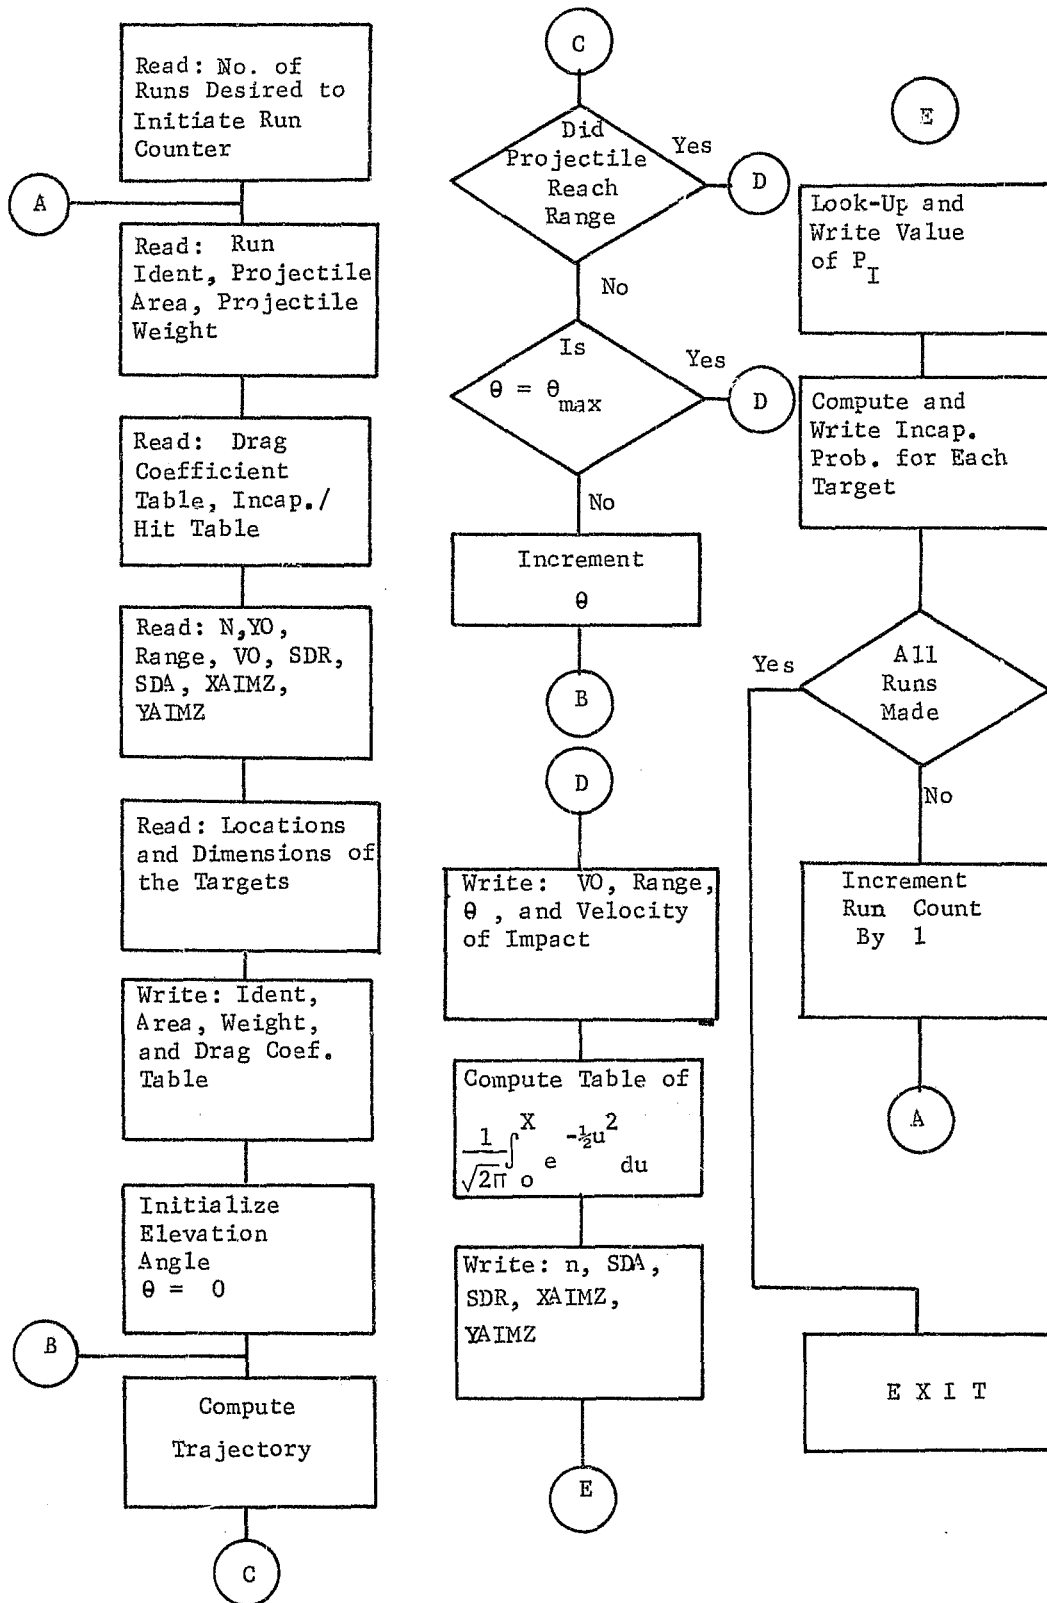 Read: No. of
Runs Desired to
Initiate Run
Counter
A
Read: Run
Ident, Projectile
Area, Projectile
Weight
Read: Drag
Coefficient
Table, Incap./
Hit Table
Read: N,YO,
Range, VO, SDR,
SDA, XAIMZ,
YAIMZ
Read: Locations
and Dimensions of
the Targets
Write: Ident,
Area, Weight,
and Drag Coef.
Table
Initialize
Elevation
Angle
θ = 0
B
Compute
Trajectory
C
C
Did
Projectile
Reach
Range
Yes
D
No
Is
θ = θmax
Yes
D
No
Increment
θ
B
D
Write: VO, Range,
θ , and Velocity
of Impact
Compute Table of
1/√2π ∫₀ˣ e^-½u² du
Write: n, SDA,
SDR, XAIMZ,
YAIMZ
E
E
Look-Up and
Write Value
of P_I
Compute and
Write Incap.
Prob. for Each
Target
All
Runs
Made
Yes
No
Increment
Run Count
By 1
A
E X I T